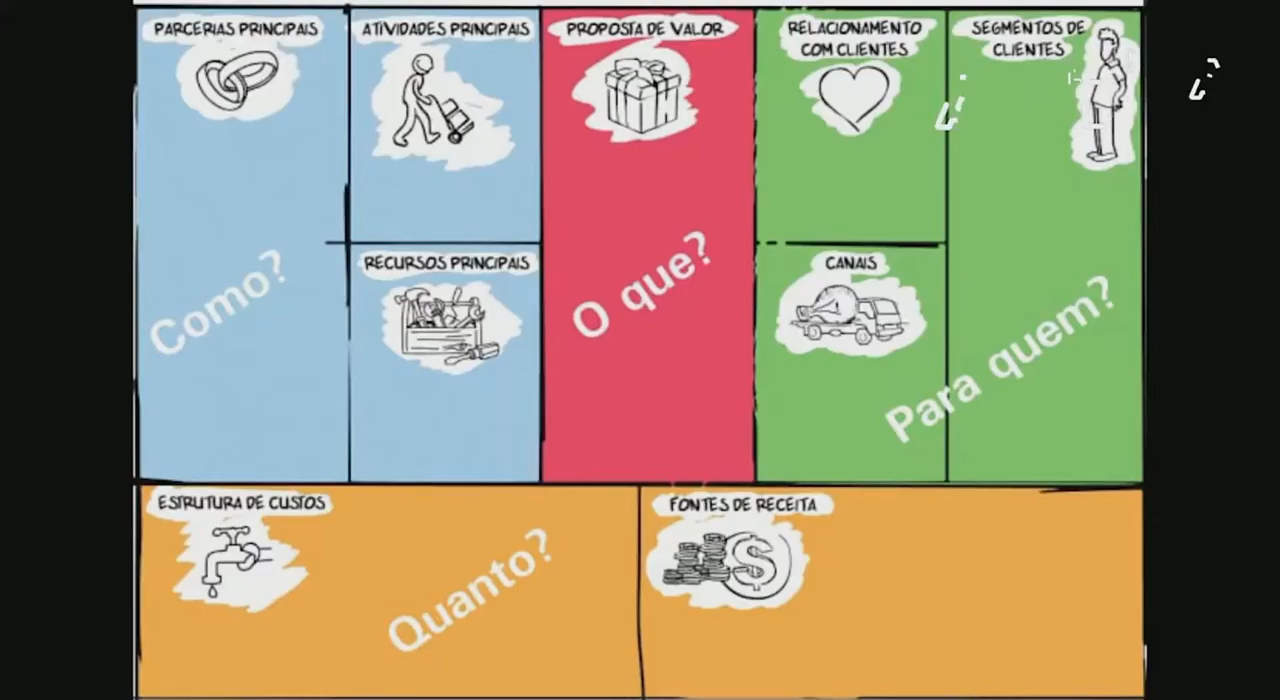 PARCERIAS PRINCIPAIS
ATIVIDADES PRINCIPAIS
PROPOSTA DE VALOR
RELACIONAMENTO
COM CLIENTES
SEGMENTOS DE
CLIENTES
RECURSOS PRINCIPAIS
CANAIS
Como?
O que?
Para quem?
ESTRUTURA DE CUSTOS
FONTES DE RECEITA
$
Quanto?